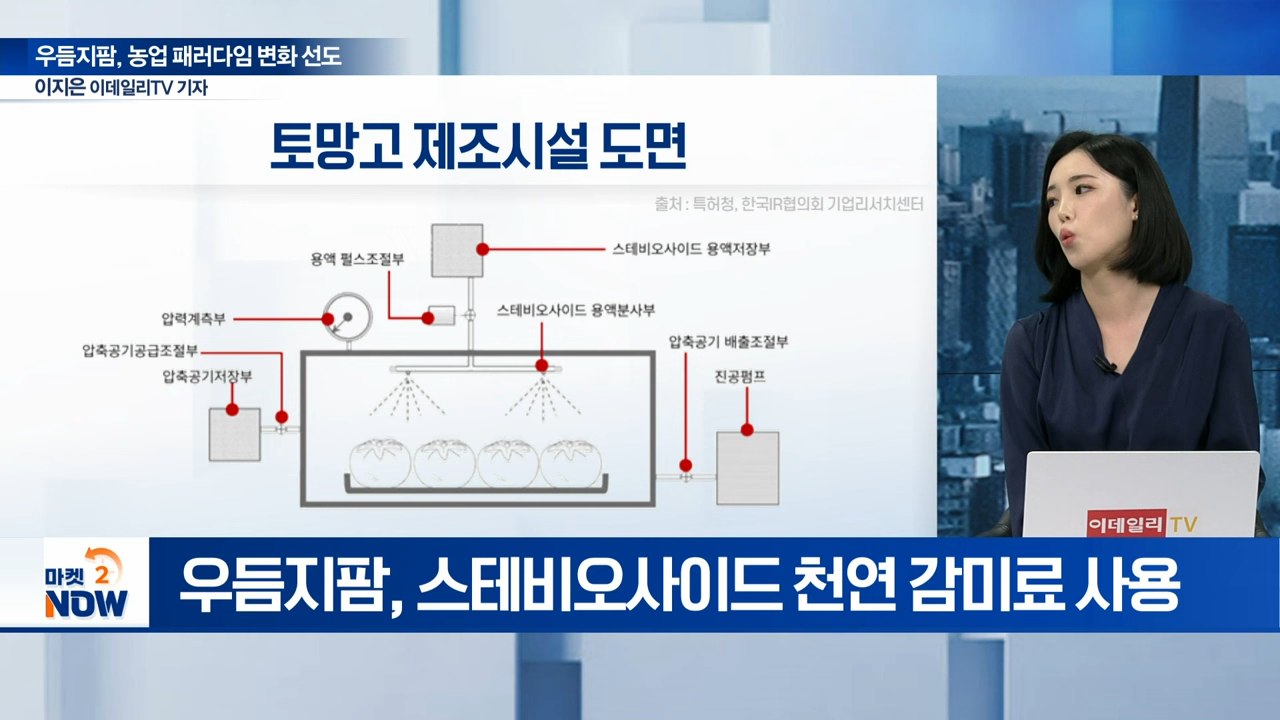 우듬지팜, 농업 패러다임 변화 선도
이지은 이데일리TV 기자
토망고 제조시설 도면
출처 : 특허청, 한국IR협의회 기업리서치센터
용액 펄스조절부
스테비오사이드 용액저장부
압력계측부
스테비오사이드 용액분사부
압축공기공급조절부
압축공기 배출조절부
압축공기저장부
진공펌프
이데일리 TV
마켓 2
NOW
우듬지팜, 스테비오사이드 천연 감미료 사용